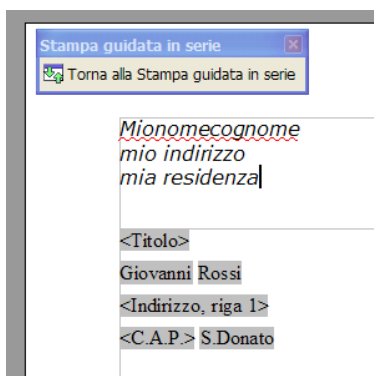 Stampa guidata in serie
Torna alla Stampa guidata in serie
Mionomecognome
mio indirizzo
mia residenza
<Titolo>
Giovanni Rossi
<Indirizzo, riga 1>
<C.A.P.> S.Donato